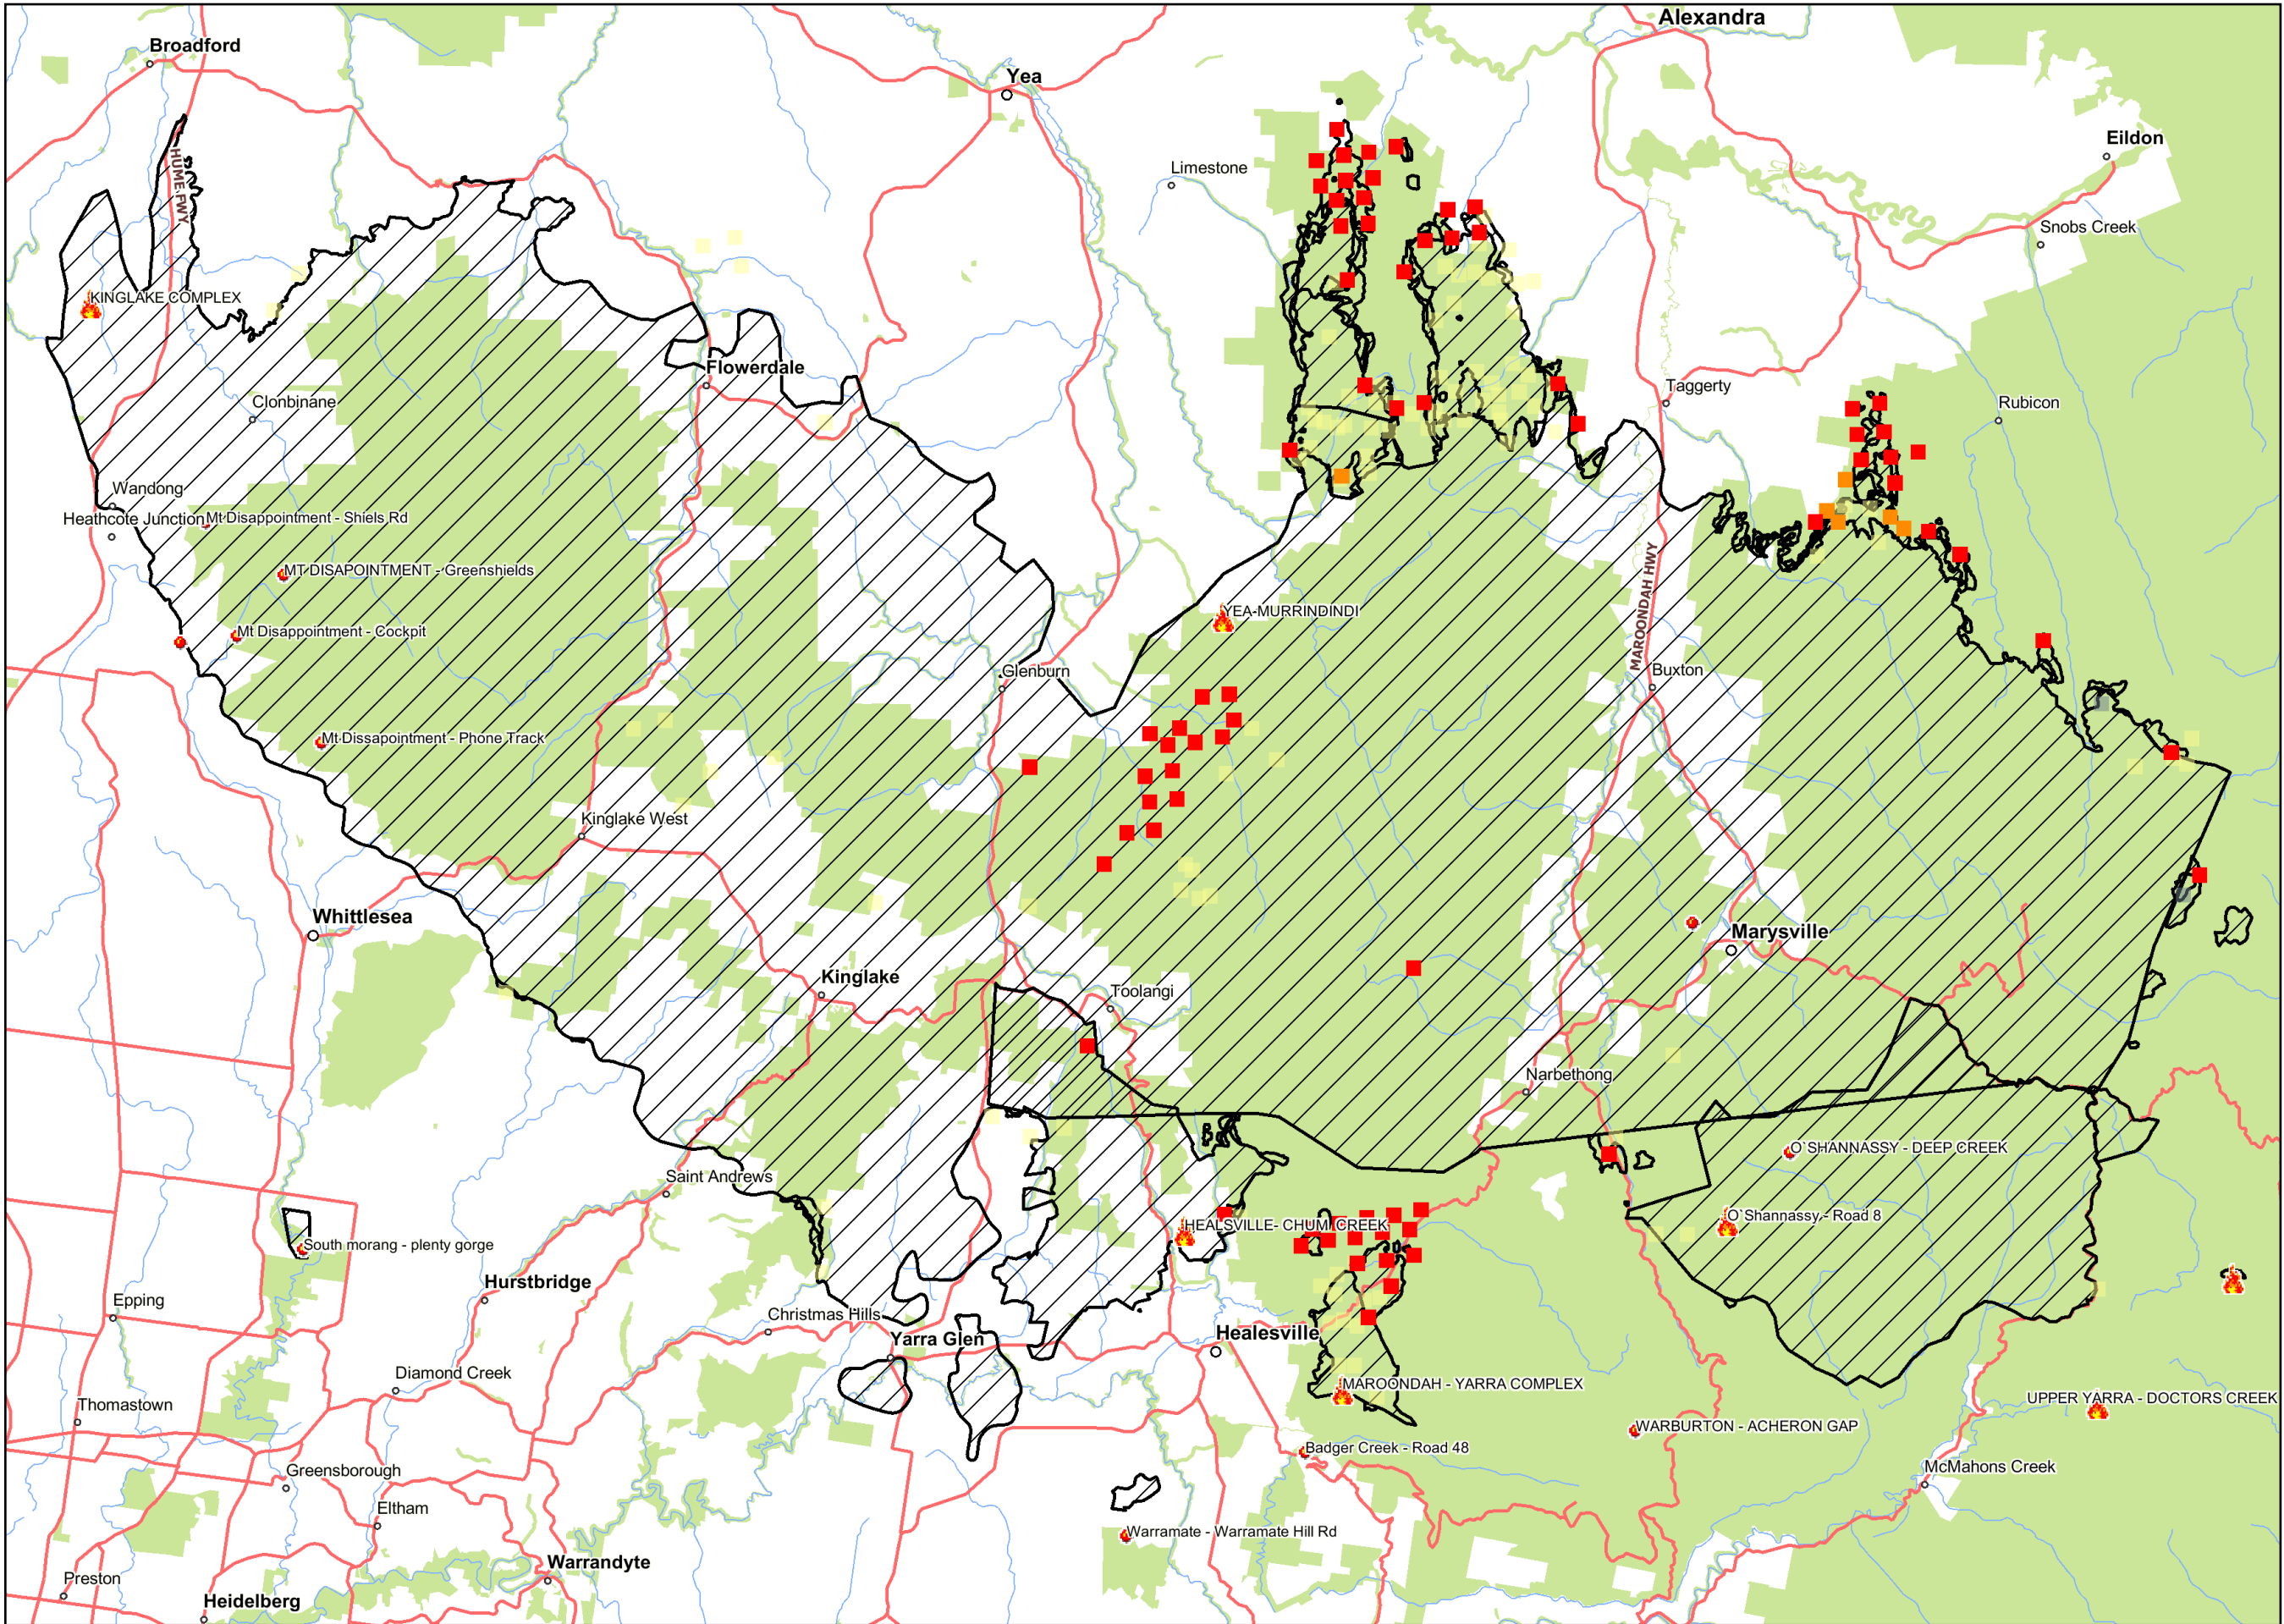 Alexandra
Broadford
Yea
Eildon
Limestone
HUME FWY
Snobs Creek
KINGLAKE COMPLEX
Flowerdale
Clonbinane
Taggerty
Rubicon
Wandong
Heathcote Junction
Mt Disappointment - Shiels Rd
MT DISAPOINTMENT - Greenshields
MAROONDAH HWY
YEA-MURRINDINDI
Mt Disappointment - Cockpit
Glenburn
Buxton
Mt Dissapointment - Phone Track
Kinglake West
Whittlesea
Marysville
Kinglake
Toolangi
Narbethong
O`SHANNASSY - DEEP CREEK
Saint Andrews
O`Shannassy - Road 8
HEALSVILLE- CHUM CREEK
South morang - plenty gorge
Hurstbridge
Epping
Christmas Hills
Yarra Glen
Healesville
Diamond Creek
MAROONDAH - YARRA COMPLEX
UPPER YARRA - DOCTORS CREEK
Thomastown
WARBURTON - ACHERON GAP
Badger Creek - Road 48
McMahons Creek
Greensborough
Eltham
Warramate - Warramate Hill Rd
Warrandyte
Preston
Heidelberg